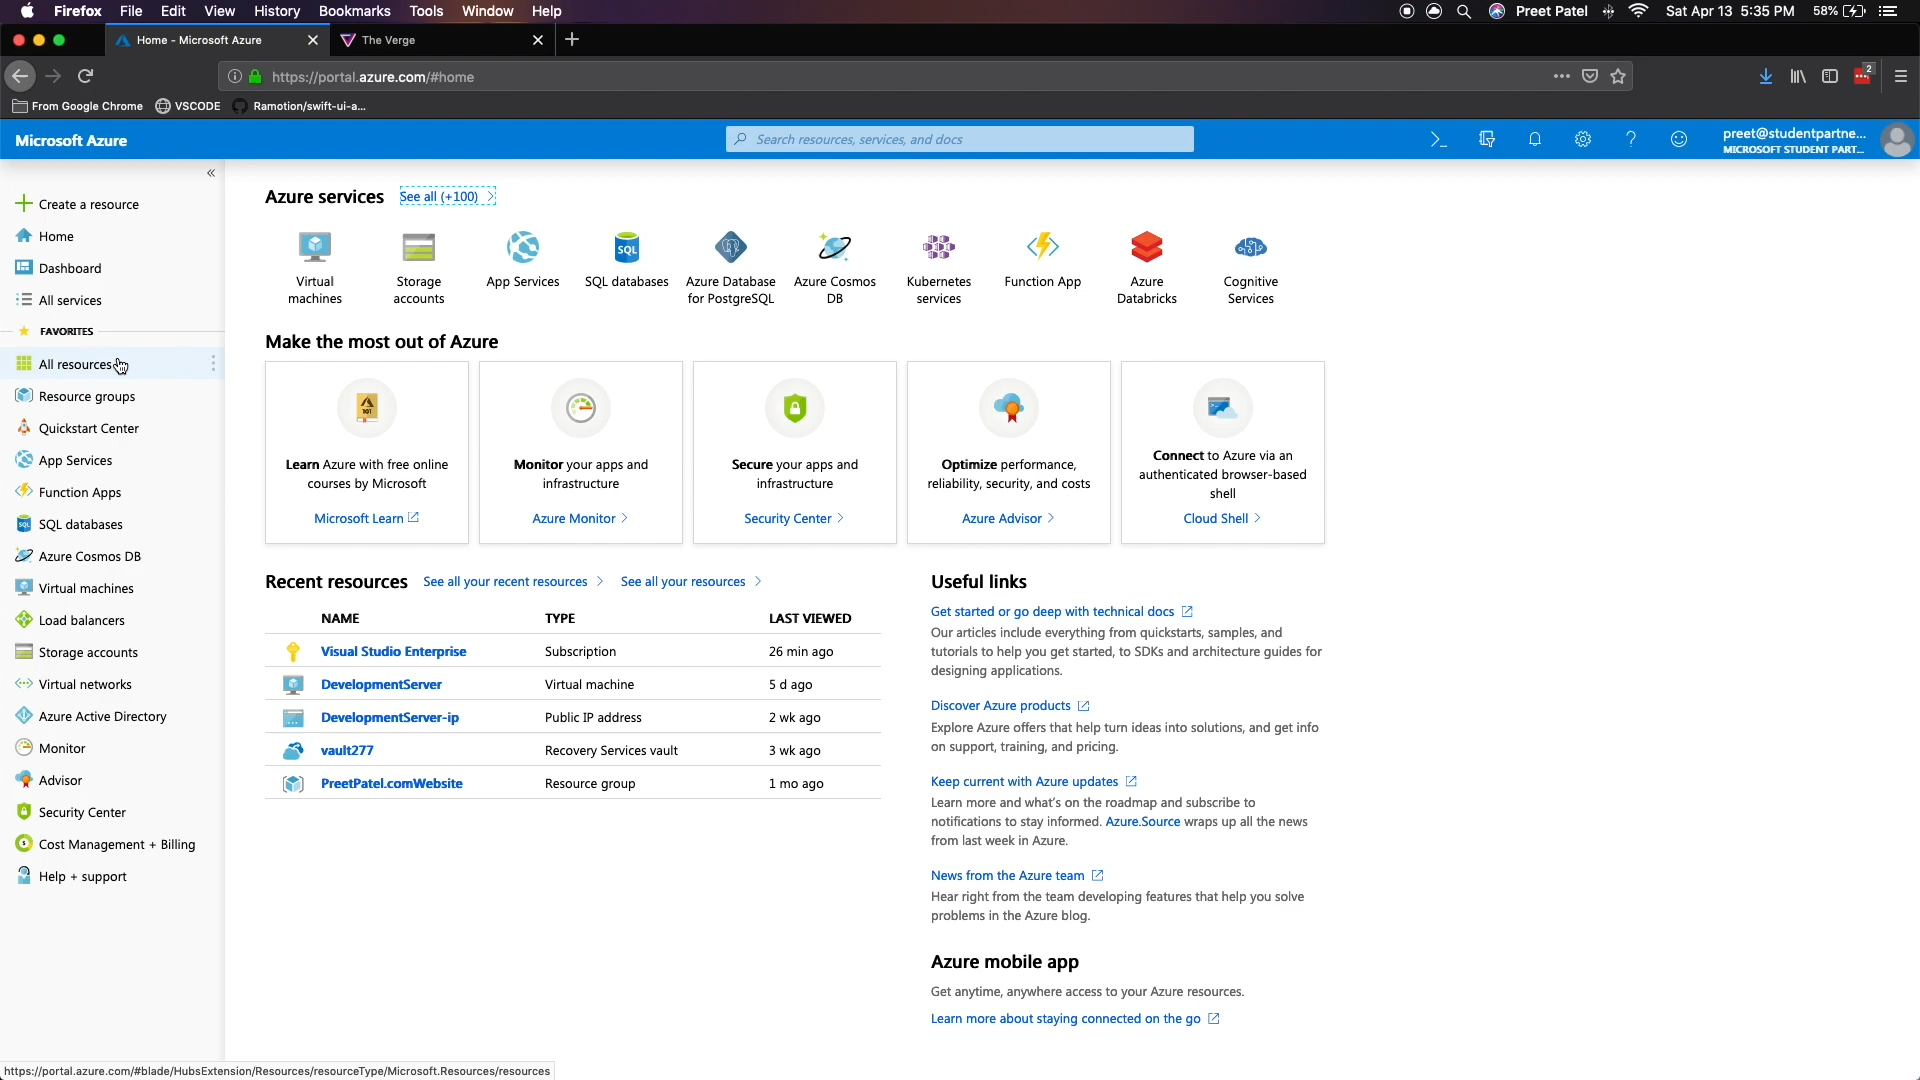 Firefox File Edit View History Bookmarks Tools Window Help
Preet Patel Sat Apr 13 5:35 PM 58%
Home - Microsoft Azure
The Verge
https://portal.azure.com/#home
2
From Google Chrome VSCODE Ramotion/swift-ui-a...
Microsoft Azure
Search resources, services, and docs
preet@studentpartne...
MICROSOFT STUDENT PART...
Create a resource
Home
Dashboard
All services
FAVORITES
All resources
Resource groups
Quickstart Center
App Services
Function Apps
SQL databases
Azure Cosmos DB
Virtual machines
Load balancers
Storage accounts
Virtual networks
Azure Active Directory
Monitor
Advisor
Security Center
Cost Management + Billing
Help + support
Azure services See all (+100)
Virtual
machines
Storage
accounts
App Services
SQL
SQL databases
Azure Database
for PostgreSQL
Azure Cosmos
DB
Kubernetes
services
Function App
Azure
Databricks
Cognitive
Services
Make the most out of Azure
101
Learn Azure with free online
courses by Microsoft
Microsoft Learn
Monitor your apps and
infrastructure
Azure Monitor
Secure your apps and
infrastructure
Security Center
Optimize performance,
reliability, security, and costs
Azure Advisor
Connect to Azure via an
authenticated browser-based
shell
Cloud Shell
Recent resources See all your recent resources See all your resources
NAME TYPE LAST VIEWED
Visual Studio Enterprise Subscription 26 min ago
DevelopmentServer Virtual machine 5 d ago
DevelopmentServer-ip Public IP address 2 wk ago
vault277 Recovery Services vault 3 wk ago
PreetPatel.comWebsite Resource group 1 mo ago
Useful links
Get started or go deep with technical docs
Our articles include everything from quickstarts, samples, and
tutorials to help you get started, to SDKs and architecture guides for
designing applications.
Discover Azure products
Explore Azure offers that help turn ideas into solutions, and get info
on support, training, and pricing.
Keep current with Azure updates
Learn more and what's on the roadmap and subscribe to
notifications to stay informed. Azure.Source wraps up all the news
from last week in Azure.
News from the Azure team
Hear right from the team developing features that help you solve
problems in the Azure blog.
Azure mobile app
Get anytime, anywhere access to your Azure resources.
Learn more about staying connected on the go
https://portal.azure.com/#blade/HubsExtension/Resources/resourceType/Microsoft.Resources/resources